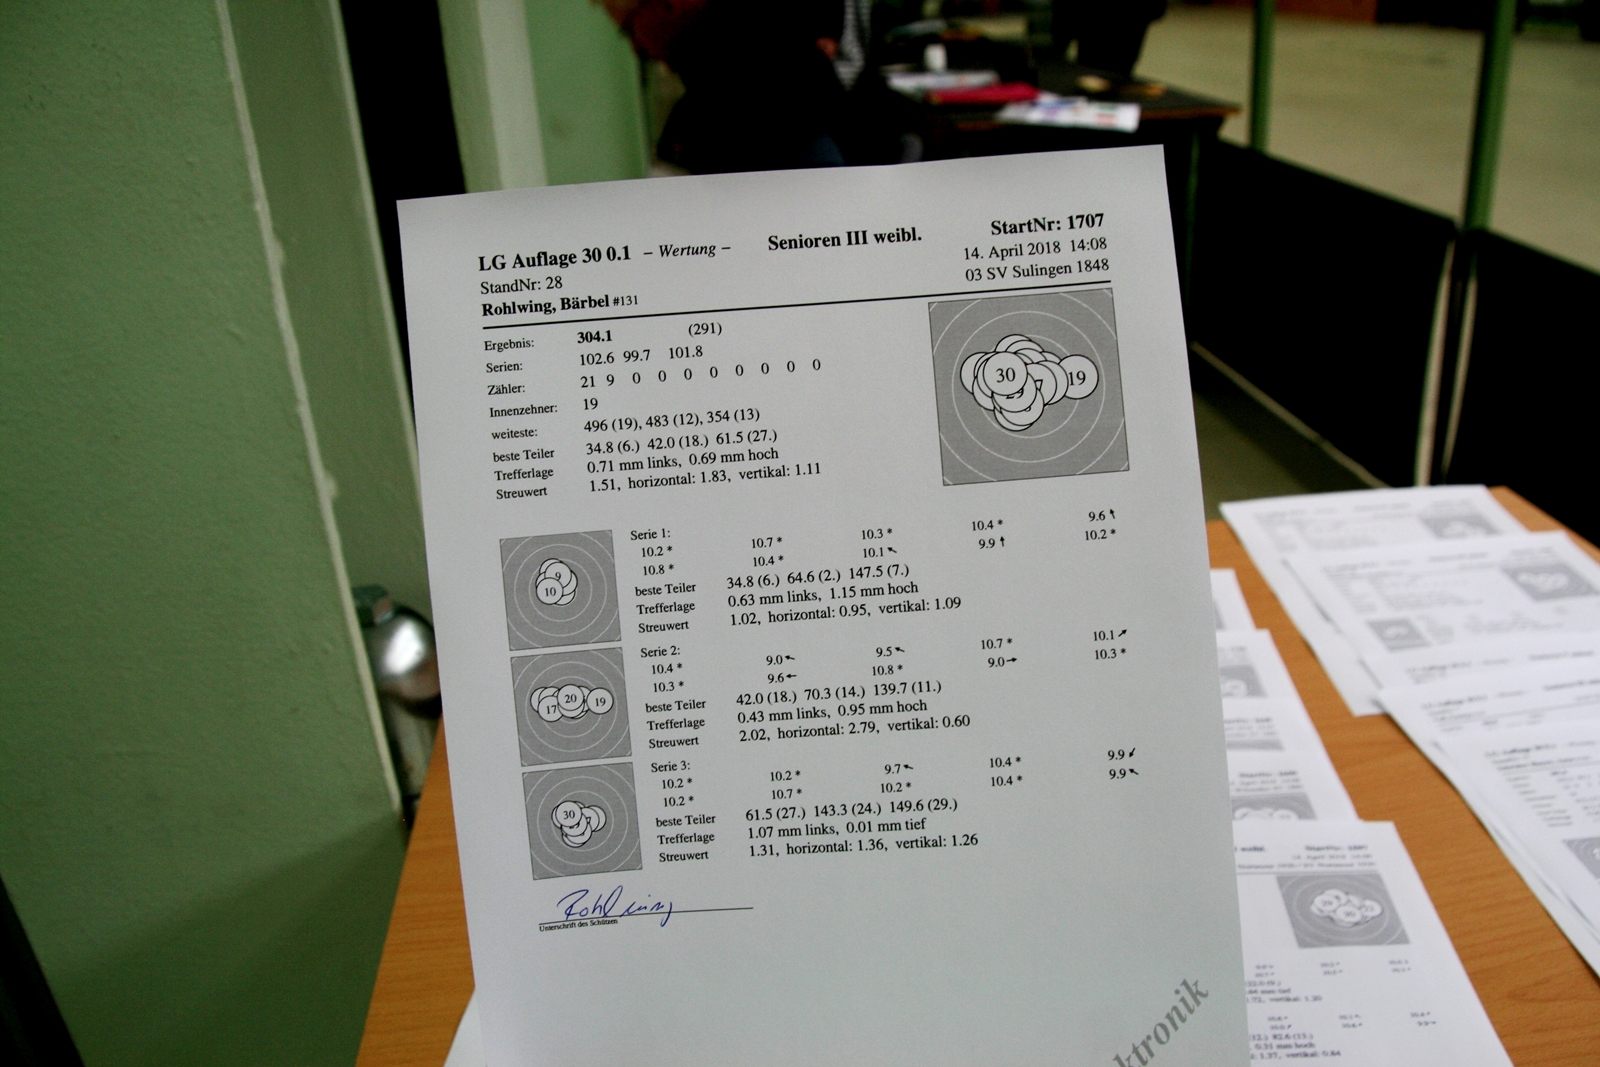 LG Auflage 30 0.1 – Wertung – Senioren III weibl. StartNr: 1707
StandNr: 28 14. April 2018 14:08
Rohlwing, Bärbel #131 03 SV Sulingen 1848
Ergebnis: 304.1 (291)
Serien: 102.6 99.7 101.8
Zähler: 21 9 0 0 0 0 0 0 0 0
Innenzehner: 19
weiteste: 496 (19), 483 (12), 354 (13)
beste Teiler 34.8 (6.) 42.0 (18.) 61.5 (27.)
Trefferlage 0.71 mm links, 0.69 mm hoch
Streuwert 1.51, horizontal: 1.83, vertikal: 1.11
30 19
Serie 1:
10.2 * 10.7 * 10.3 * 10.4 * 9.6 ↑
10.8 * 10.4 * 10.1 ↖ 9.9 ↑ 10.2 *
beste Teiler 34.8 (6.) 64.6 (2.) 147.5 (7.)
Trefferlage 0.63 mm links, 1.15 mm hoch
Streuwert 1.02, horizontal: 0.95, vertikal: 1.09
9
10
Serie 2:
10.4 * 9.0 ↖ 9.5 ↖ 10.7 * 10.1 ↗
10.3 * 9.6 ← 10.8 * 9.0 → 10.3 *
beste Teiler 42.0 (18.) 70.3 (14.) 139.7 (11.)
Trefferlage 0.43 mm links, 0.95 mm hoch
Streuwert 2.02, horizontal: 2.79, vertikal: 0.60
17 20 19
Serie 3:
10.2 * 10.2 * 9.7 ↖ 10.4 * 9.9 ↙
10.2 * 10.7 * 10.2 * 10.4 * 9.9 ↖
beste Teiler 61.5 (27.) 143.3 (24.) 149.6 (29.)
Trefferlage 1.07 mm links, 0.01 mm tief
Streuwert 1.31, horizontal: 1.36, vertikal: 1.26
30
Rohlwing
Unterschrift des Schützen
ktronik